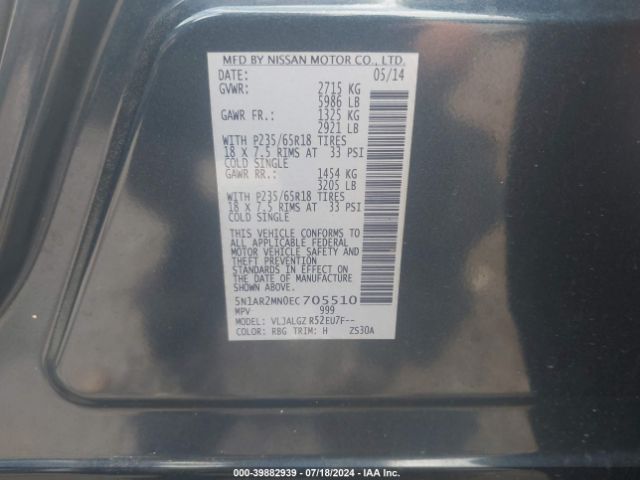 MFD BY NISSAN MOTOR CO., LTD.
DATE: 05/14
GVWR: 2715 KG
5986 LB
GAWR FR.: 1325 KG
2921 LB
WITH P235/65R18 TIRES
18 X 7.5 RIMS AT 33 PSI
COLD SINGLE
GAWR RR.: 1454 KG
3205 LB
WITH P235/65R18 TIRES
18 X 7.5 RIMS AT 33 PSI
COLD SINGLE
THIS VEHICLE CONFORMS TO
ALL APPLICABLE FEDERAL
MOTOR VEHICLE SAFETY AND
THEFT PREVENTION
STANDARDS IN EFFECT ON
THE DATE OF MANUFACTURE
SHOWN ABOVE.
5N1AR2MN0EC705510
MPV 999
MODEL: VLJALGZ R52EU7F--
COLOR: RBG TRIM: H ZS30A
000-39882939 - 07/18/2024 - IAAI.com